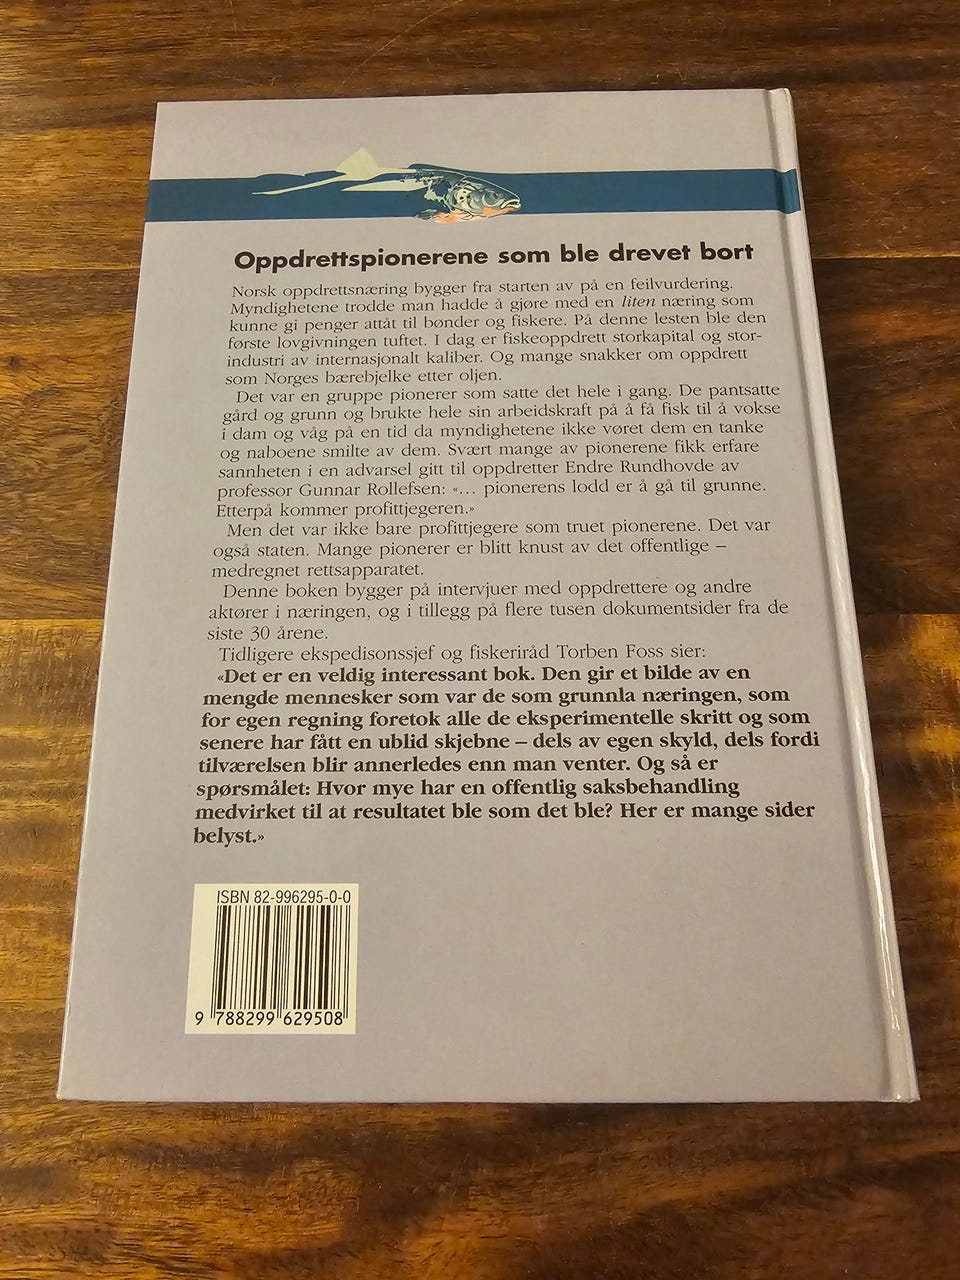 Oppdrettspionerene som ble drevet bort
Norsk oppdrettsnæring bygger fra starten av på en feilvurdering.
Myndighetene trodde man hadde å gjøre med en liten næring som
kunne gi penger attåt til bønder og fiskere. På denne lesten ble den
første lovgivningen tuftet. I dag er fiskeoppdrett storkapital og stor-
industri av internasjonalt kaliber. Og mange snakker om oppdrett
som Norges bærebjelke etter oljen.
Det var en gruppe pionerer som satte det hele i gang. De pantsatte
gård og grunn og brukte hele sin arbeidskraft på å få fisk til å vokse
i dam og våg på en tid da myndighetene ikke vøret dem en tanke
og naboene smilte av dem. Svært mange av pionerene fikk erfare
sannheten i en advarsel gitt til oppdretter Endre Rundhovde av
professor Gunnar Rollefsen: «... pionerens lodd er å gå til grunne.
Etterpå kommer profittjegeren.»
Men det var ikke bare profittjegere som truet pionerene. Det var
også staten. Mange pionerer er blitt knust av det offentlige –
medregnet rettsapparatet.
Denne boken bygger på intervjuer med oppdrettere og andre
aktører i næringen, og i tillegg på flere tusen dokumentsider fra de
siste 30 årene.
Tidligere ekspedisonssjef og fiskeriråd Torben Foss sier:
«Det er en veldig interessant bok. Den gir et bilde av en
mengde mennesker som var de som grunnla næringen, som
for egen regning foretok alle de eksperimentelle skritt og som
senere har fått en ublid skjebne – dels av egen skyld, dels fordi
tilværelsen blir annerledes enn man venter. Og så er
spørsmålet: Hvor mye har en offentlig saksbehandling
medvirket til at resultatet ble som det ble? Her er mange sider
belyst.»
ISBN 82-996295-0-0
9 788299 629508